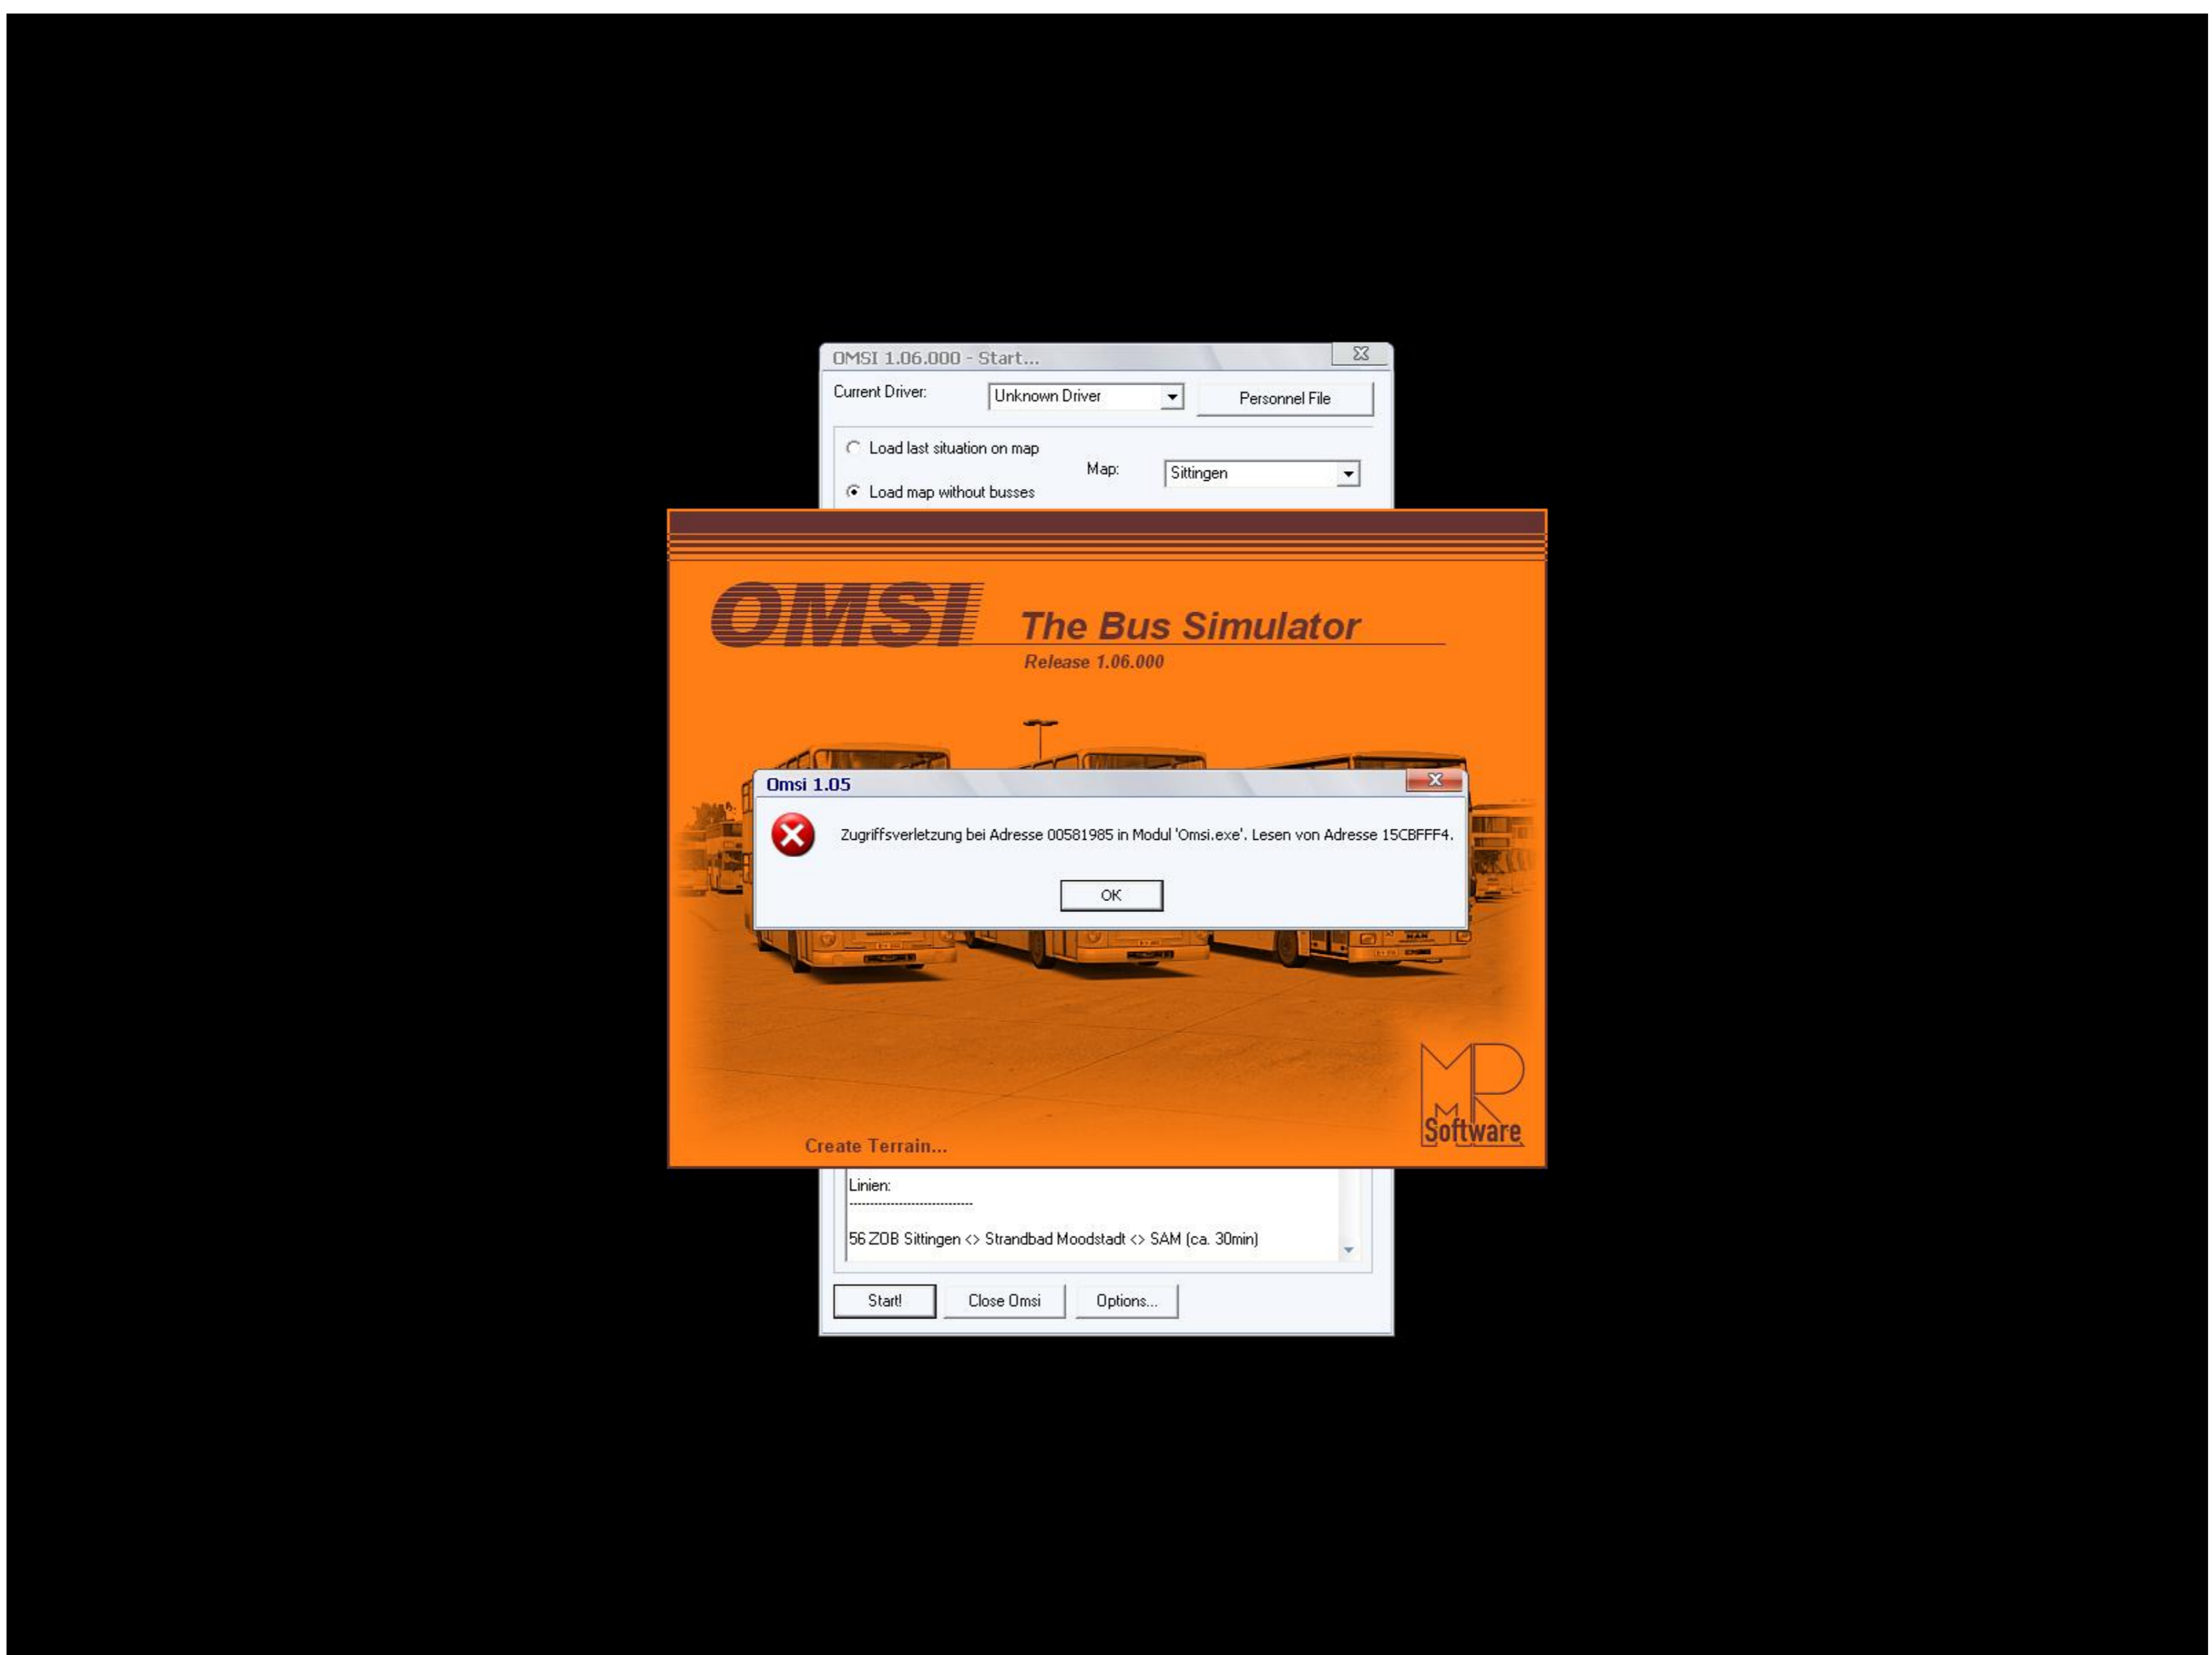 OMSI 1.06.000 - Start...
Current Driver:
Unknown Driver
Personnel File
Load last situation on map
Map:
Sittingen
Load map without busses
OMSI
The Bus Simulator
Release 1.06.000
Omsi 1.05
Zugriffsverletzung bei Adresse 00581985 in Modul 'Omsi.exe'. Lesen von Adresse 15CBFFF4.
OK
MR
Software
Create Terrain...
Linien:
-----------------------------
56 ZOB Sittingen <> Strandbad Moodstadt <> SAM (ca. 30min)
Start!
Close Omsi
Options...